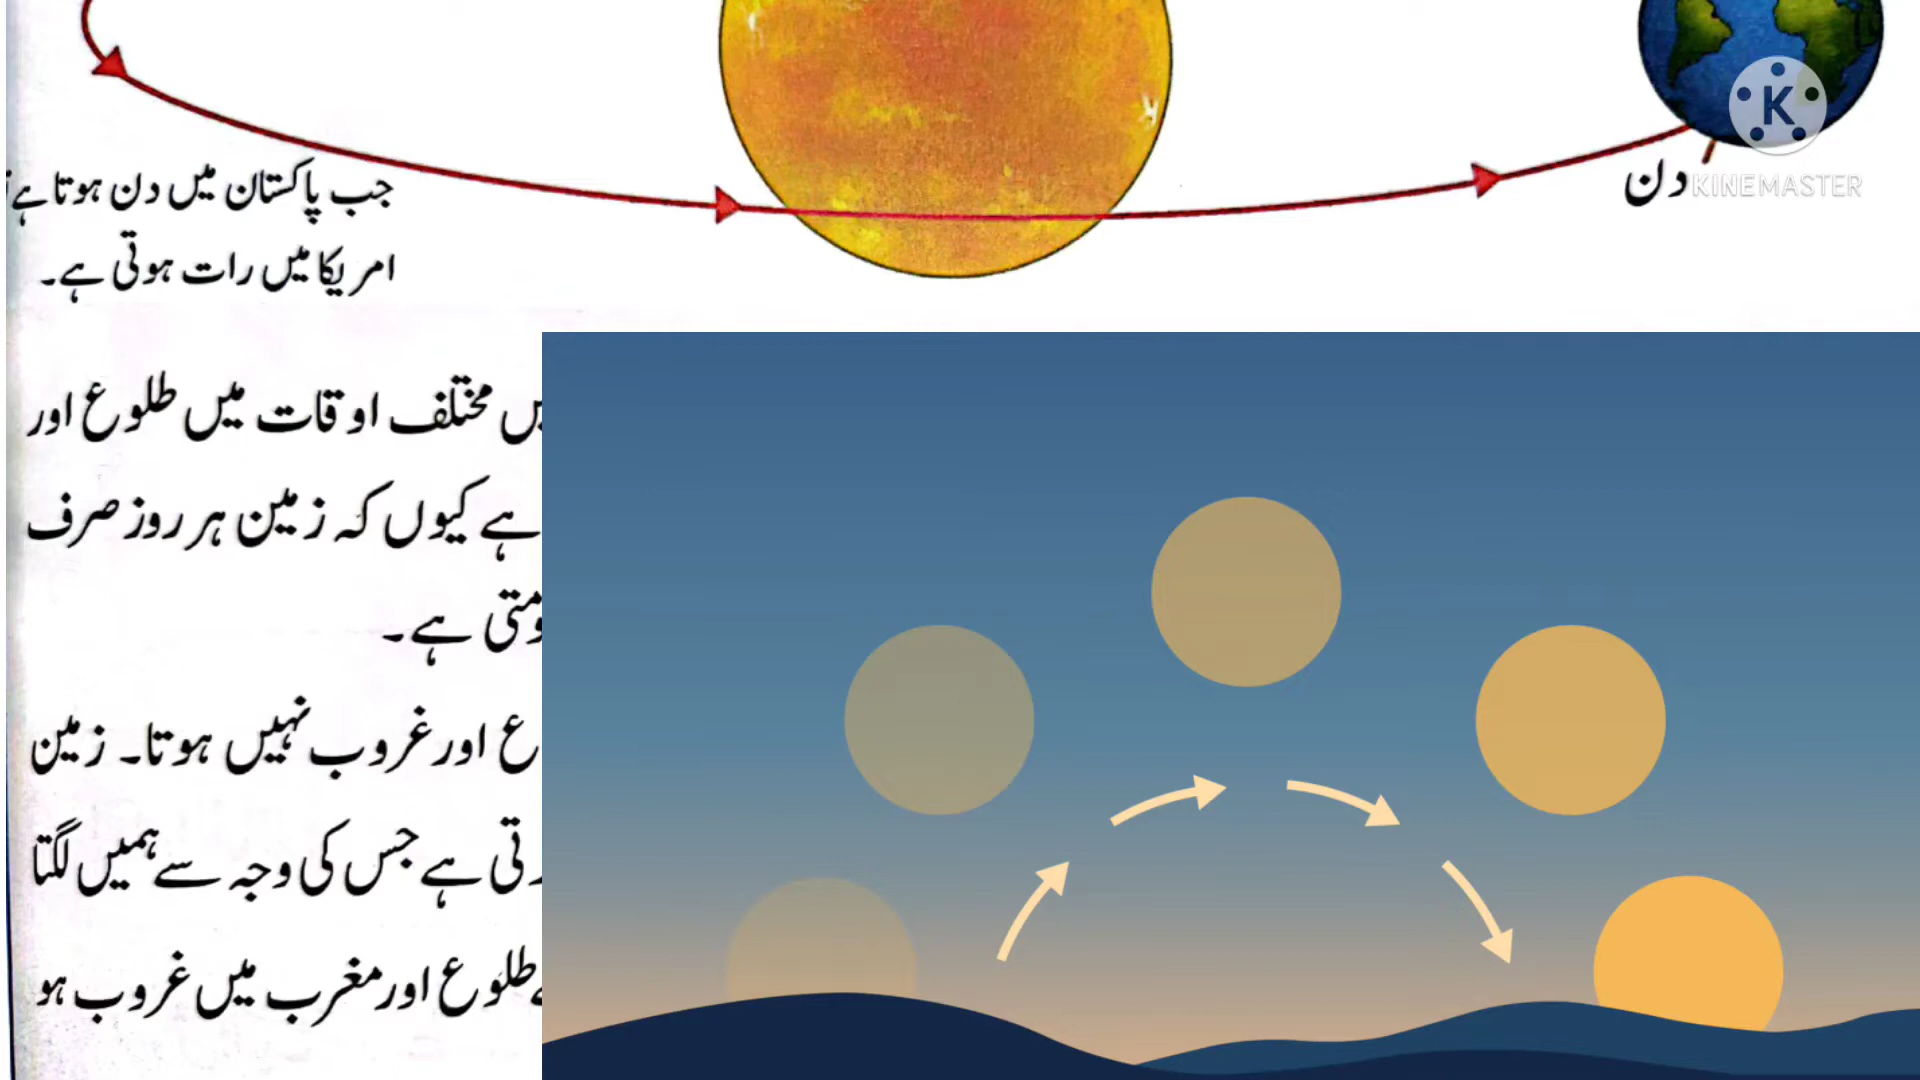 K
دن
KINEMASTER
جب پاکستان میں دن ہوتا ہے
امریکا میں رات ہوتی ہے۔
مختلف اوقات میں طلوع اور
ہے کیوں کہ زمین ہر روز صرف
ہے۔
اور غروب نہیں ہوتا۔ زمین
ہے جس کی وجہ سے ہمیں لگتا
طلوع اور مغرب میں غروب ہو